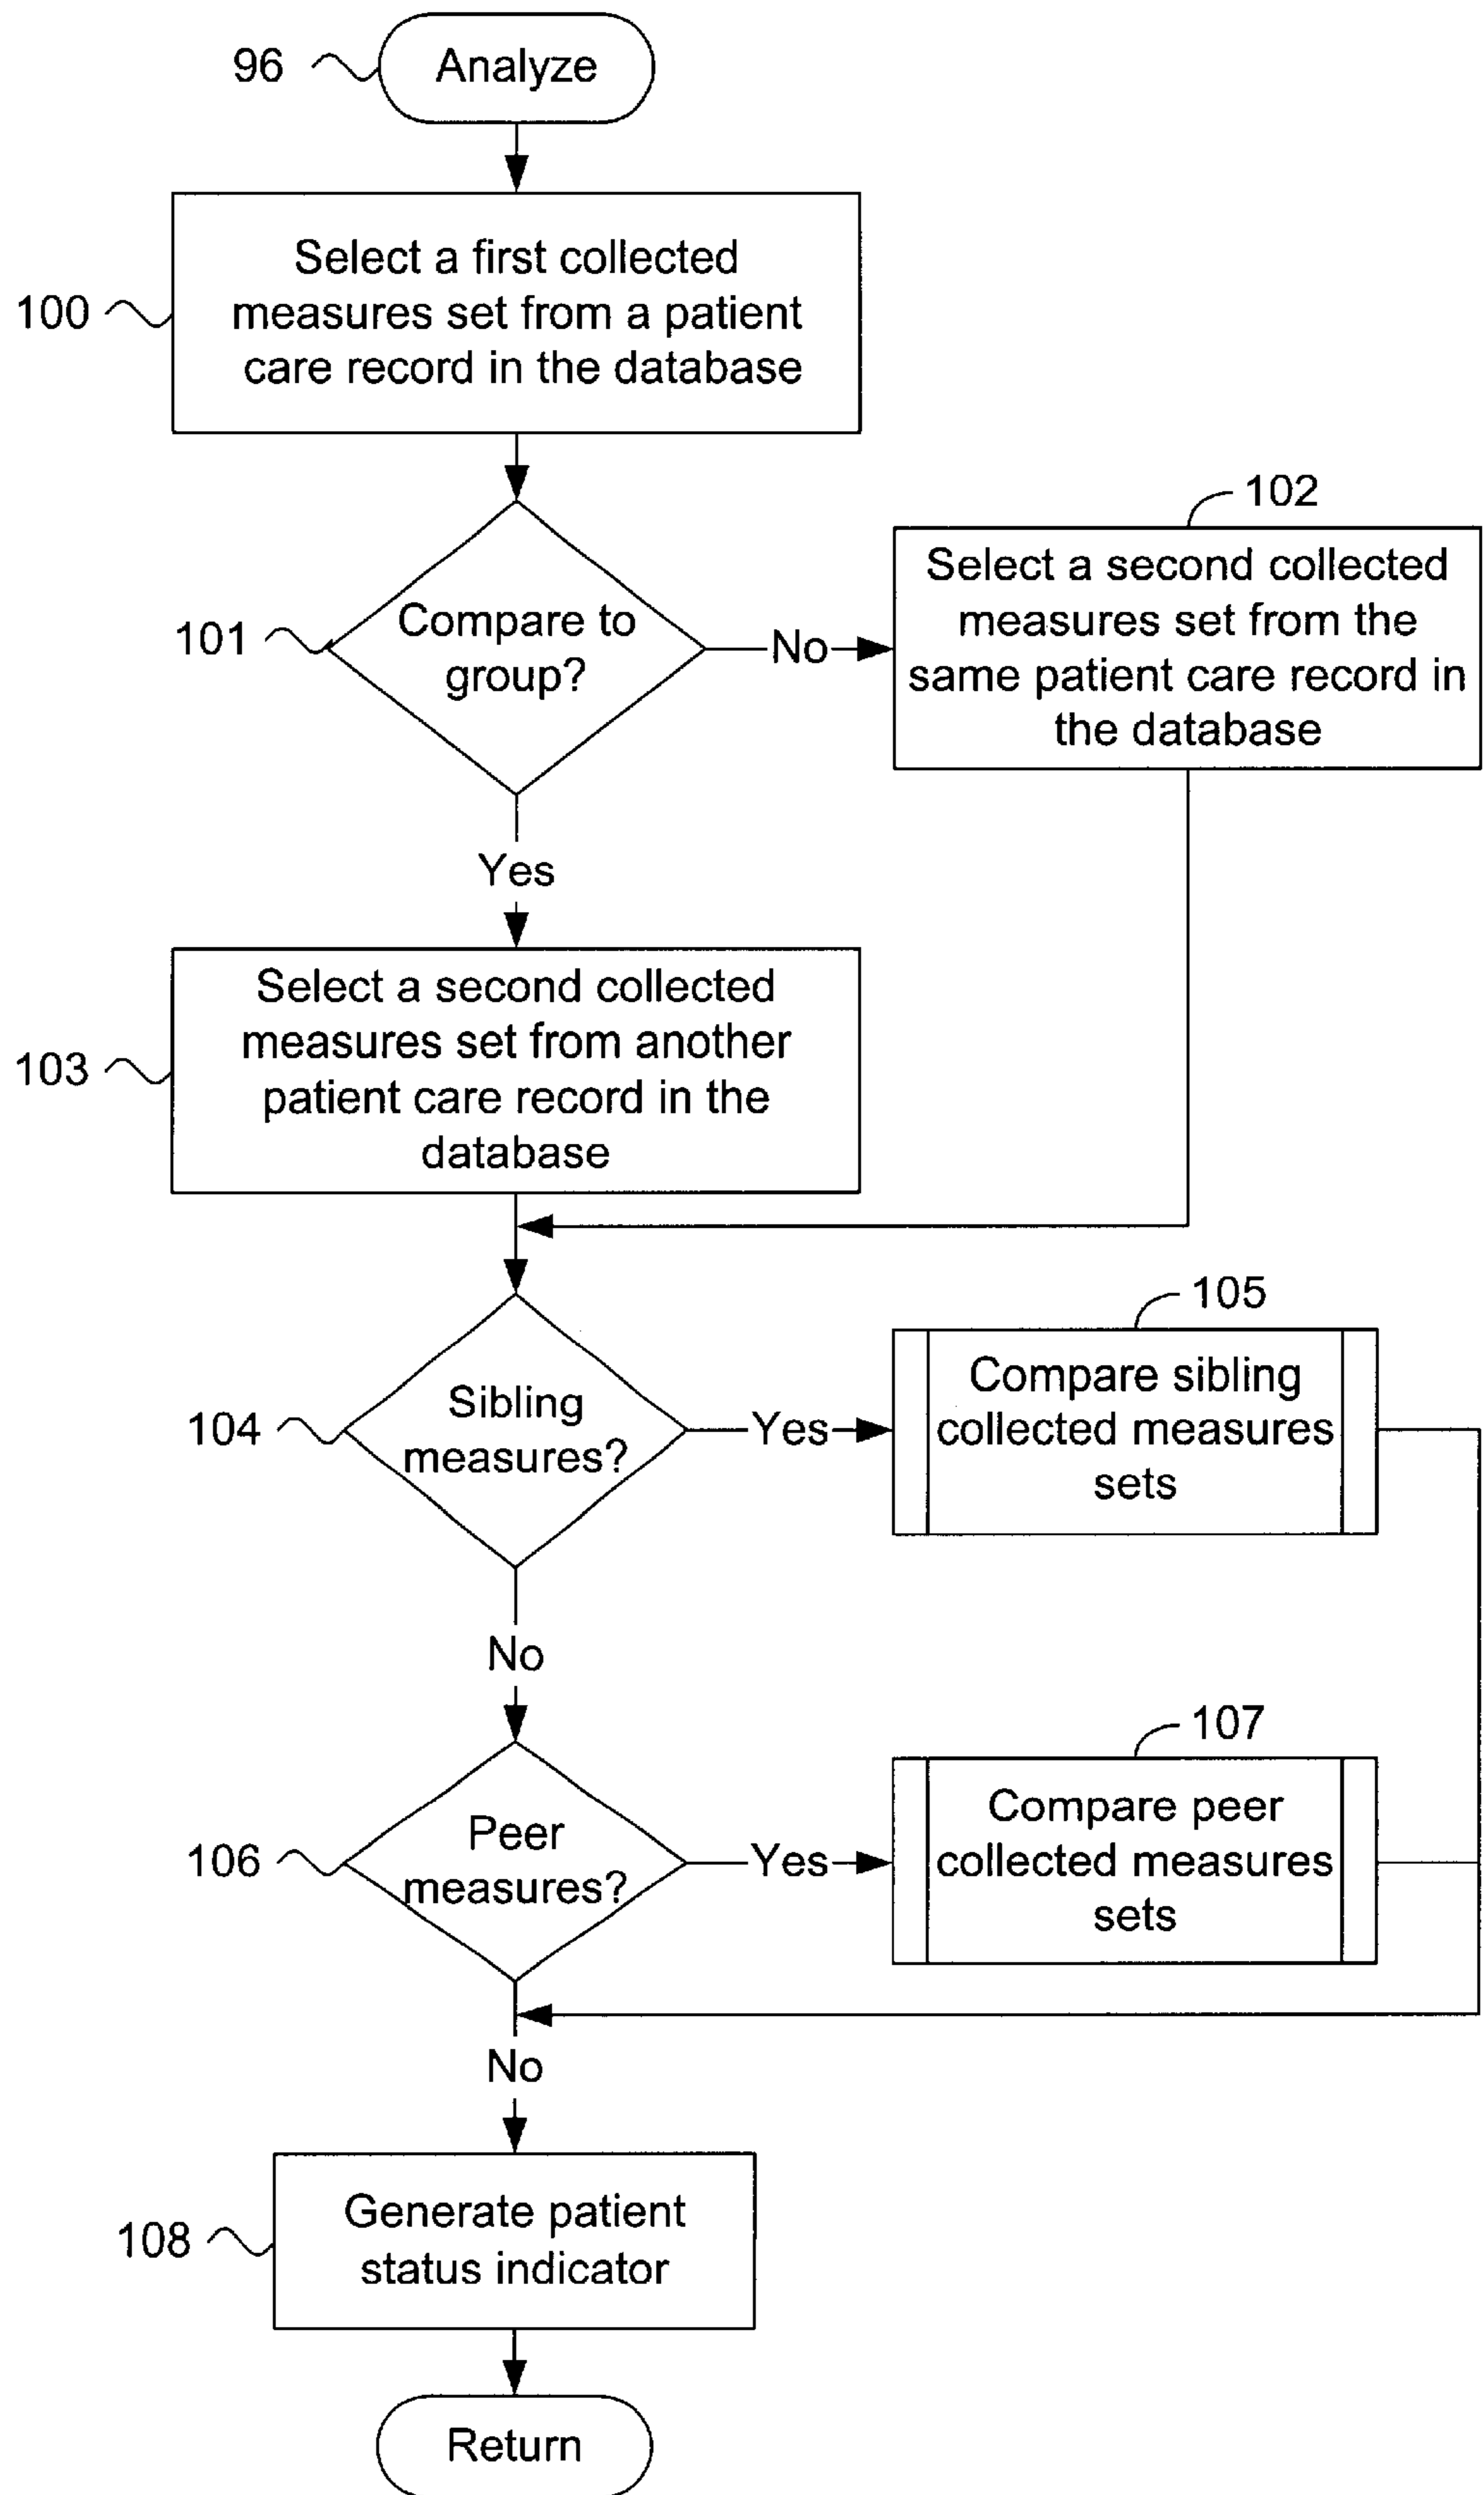 96
Analyze
100
Select a first collected
measures set from a patient
care record in the database
101
Compare to
group?
No
102
Select a second collected
measures set from the
same patient care record in
the database
Yes
103
Select a second collected
measures set from another
patient care record in the
database
104
Sibling
measures?
Yes
105
Compare sibling
collected measures
sets
No
106
Peer
measures?
Yes
107
Compare peer
collected measures
sets
No
108
Generate patient
status indicator
Return